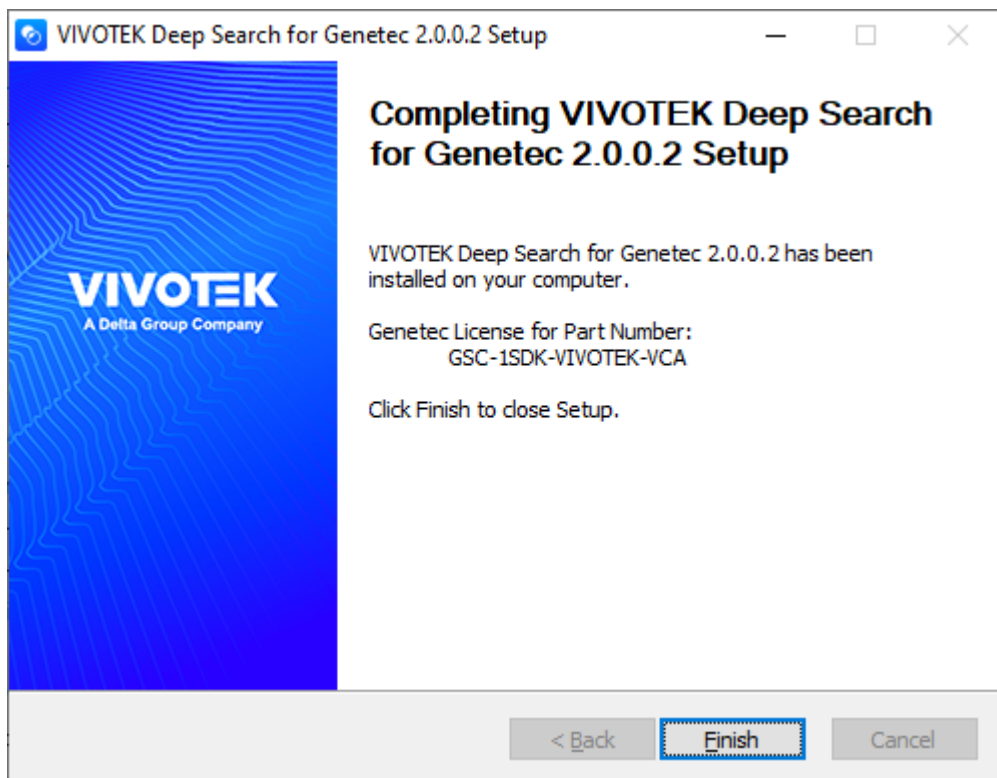 VIVOTEK Deep Search for Genetec 2.0.0.2 Setup
VIVOTEK
A Delta Group Company
Completing VIVOTEK Deep Search
for Genetec 2.0.0.2 Setup
VIVOTEK Deep Search for Genetec 2.0.0.2 has been
installed on your computer.
Genetec License for Part Number:
GSC-1SDK-VIVOTEK-VCA
Click Finish to close Setup.
< Back
Finish
Cancel